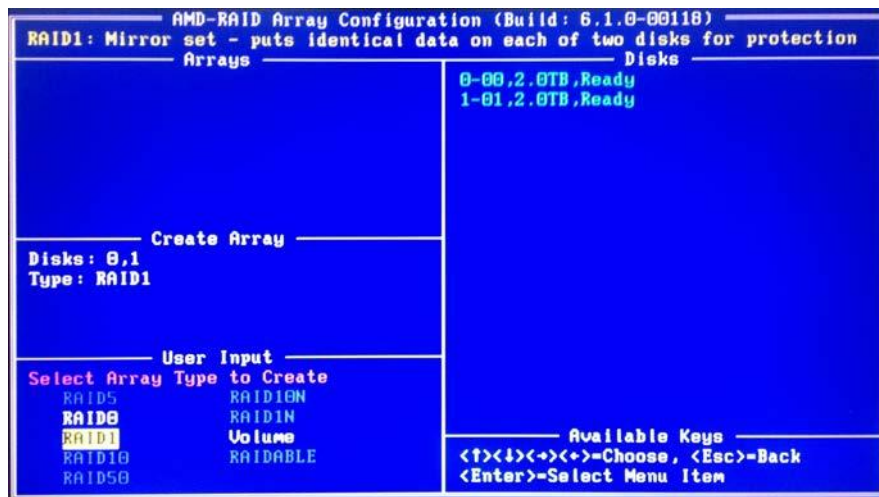 AMD-RAID Array Configuration (Build: 6.1.0-00118)
RAID1: Mirror set - puts identical data on each of two disks for protection
Arrays
Disks
0-00,2.0TB,Ready
1-01,2.0TB,Ready
Create Array
Disks: 0,1
Type: RAID1
User Input
Select Array Type to Create
RAID5 RAID10N
RAID0 RAID1N
RAID1 Volume
RAID10 RAIDABLE
RAID50
Available Keys
<↑><↓><→><←>=Choose, <Esc>=Back
<Enter>=Select Menu Item